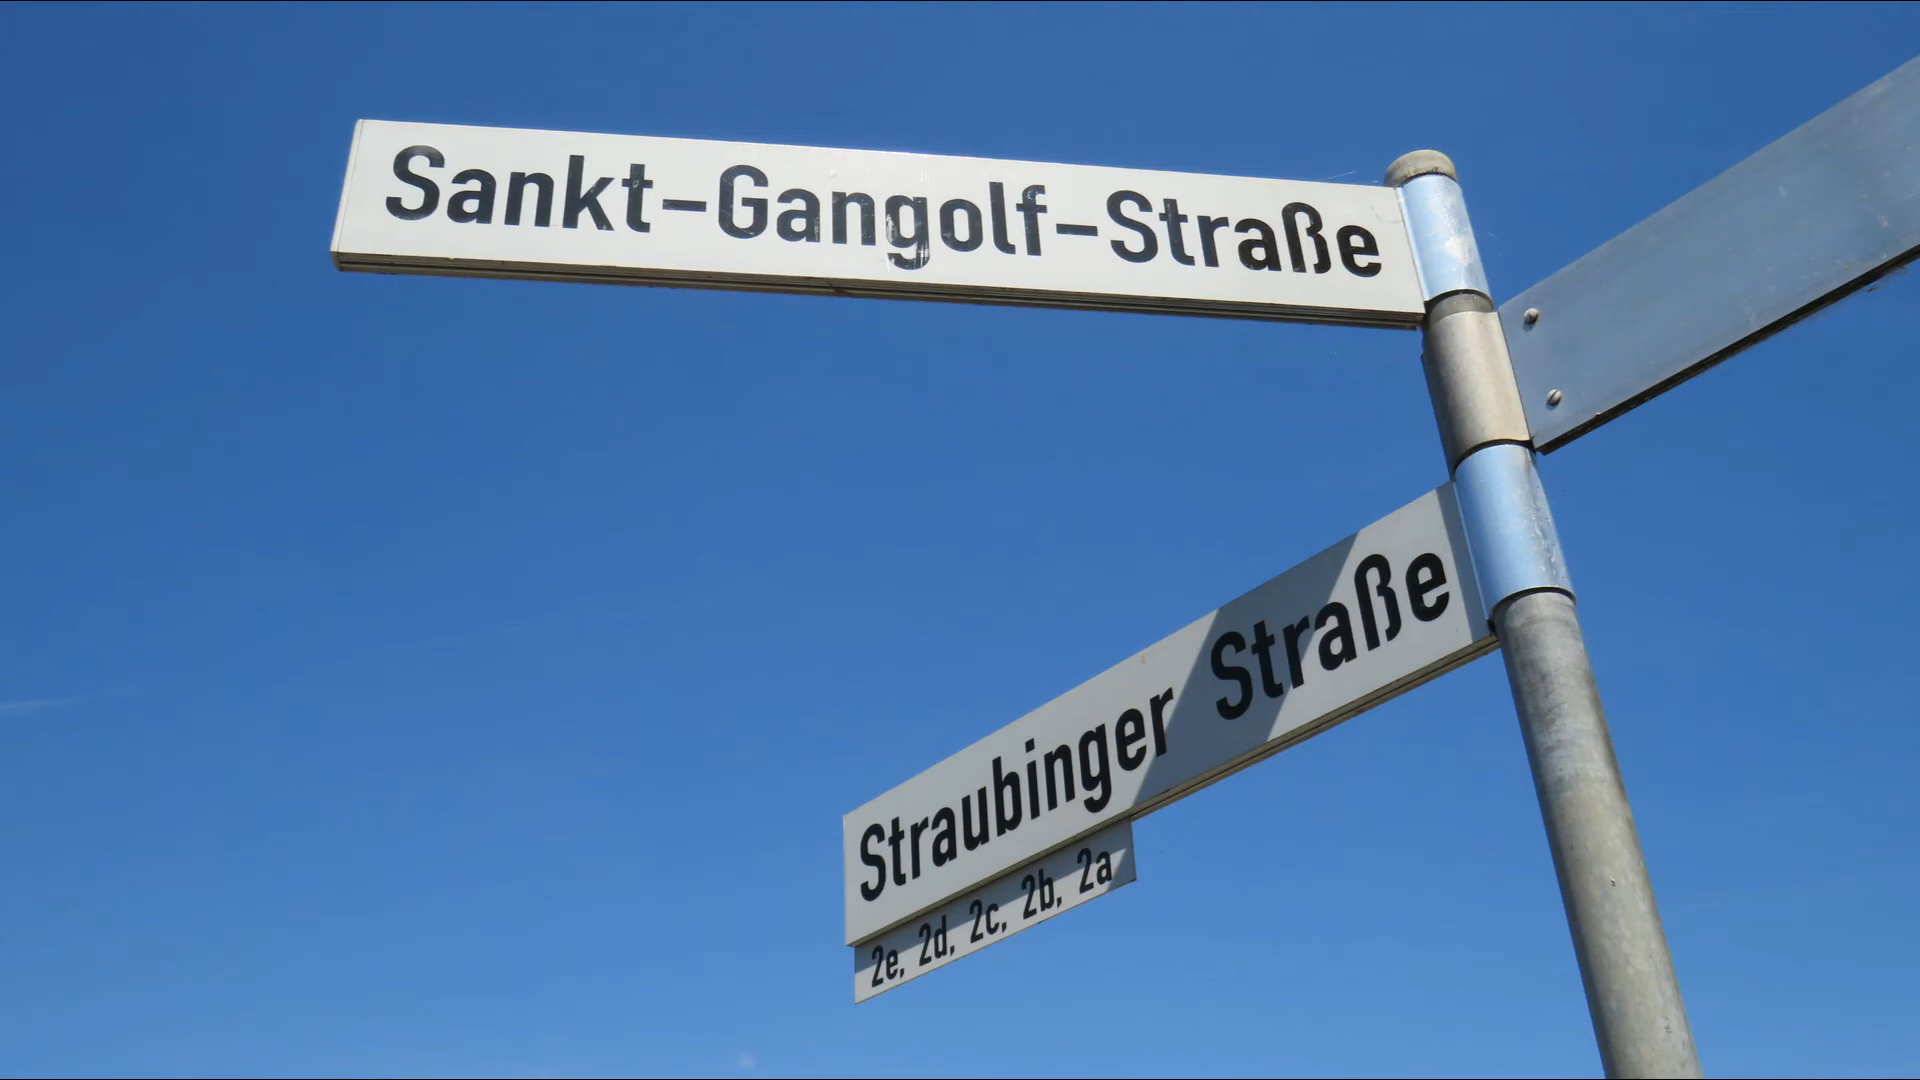 Sankt-Gangolf-Straße
Straubinger Straße
2e, 2d, 2c, 2b, 2a